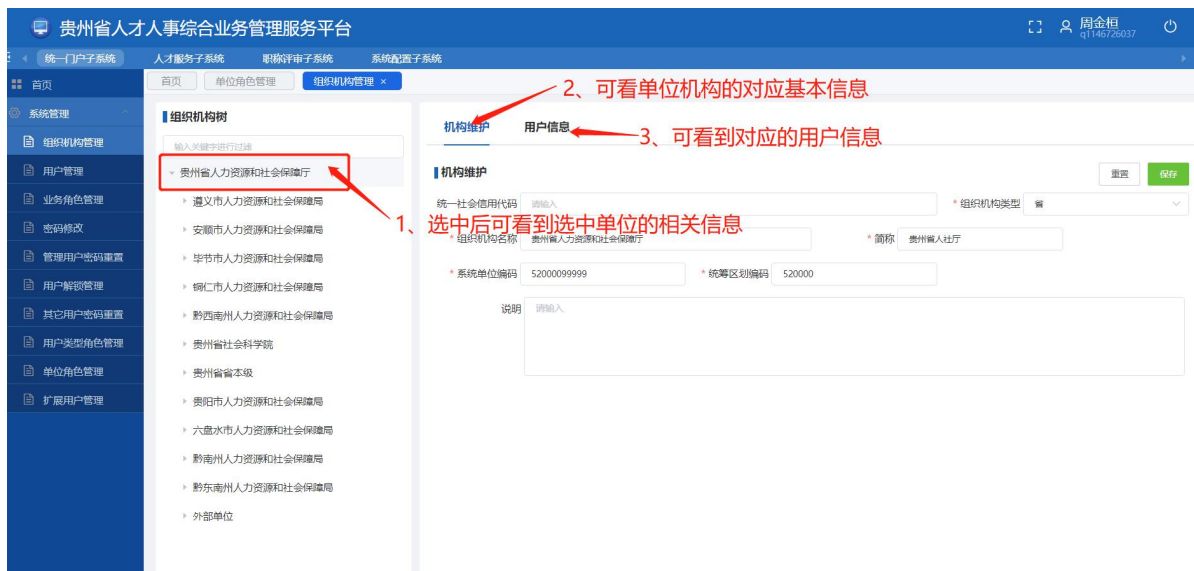 贵州省人才人事综合业务管理服务平台
周金桓
q1146726037
统一门户子系统 人才服务子系统 职称评审子系统 系统配置子系统
首页
首页 单位角色管理 组织机构管理 ×
2、可看单位机构的对应基本信息
系统管理
组织机构树
机构维护 用户信息
3、可看到对应的用户信息
组织机构管理
输入关键字进行过滤
用户管理
贵州省人力资源和社会保障厅
机构维护
重置 保存
业务角色管理
遵义市人力资源和社会保障局
统一社会信用代码 请输入
* 组织机构类型 省
1、选中后可看到选中单位的相关信息
密码修改
安顺市人力资源和社会保障局
* 组织机构名称 贵州省人力资源和社会保障厅
* 简称 贵州省人社厅
管理用户密码重置
毕节市人力资源和社会保障局
* 系统单位编码 52000099999
* 统筹区划编码 520000
用户解锁管理
铜仁市人力资源和社会保障局
说明 请输入
其它用户密码重置
黔西南州人力资源和社会保障局
用户类型角色管理
贵州省社会科学院
单位角色管理
贵州省省本级
扩展用户管理
贵阳市人力资源和社会保障局
六盘水市人力资源和社会保障局
黔南州人力资源和社会保障局
黔东南州人力资源和社会保障局
外部单位